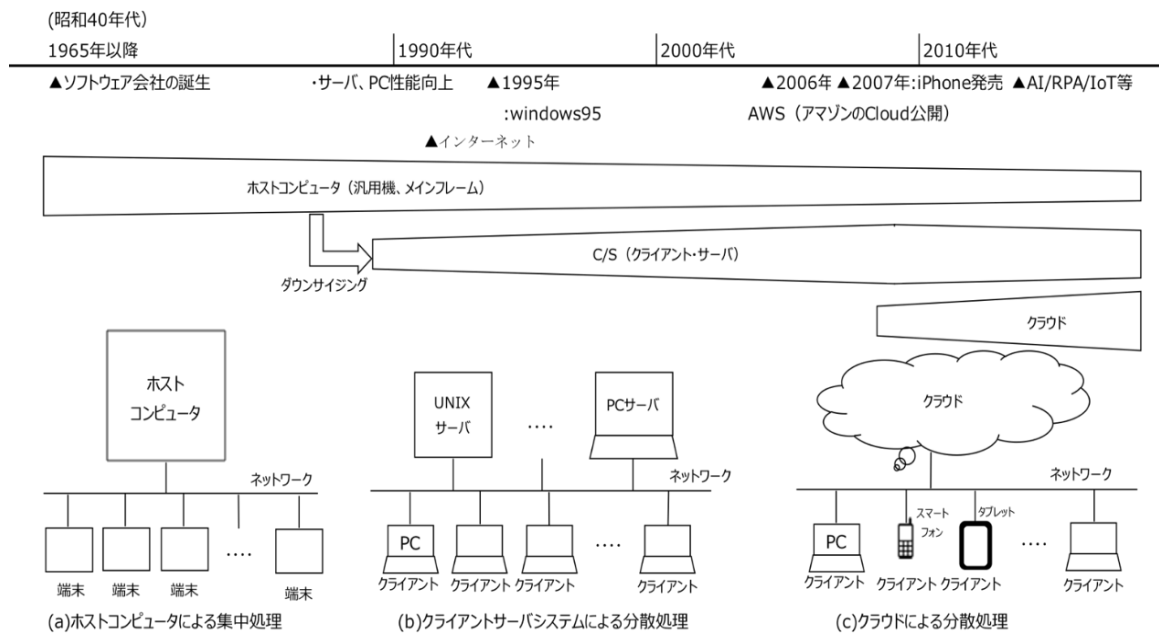 (昭和40年代)
1965年以降
1990年代
2000年代
2010年代
▲ソフトウェア会社の誕生
・サーバ、PC性能向上
▲1995年
:windows95
▲2006年
▲2007年:iPhone発売
▲AI/RPA/IoT等
AWS（アマゾンのCloud公開）
▲インターネット
ホストコンピュータ（汎用機、メインフレーム）
C/S（クライアント・サーバ）
ダウンサイジング
クラウド
ホスト
コンピュータ
ネットワーク
端末
端末
端末
‥‥
端末
(a)ホストコンピュータによる集中処理
UNIX
サーバ
‥‥
PCサーバ
ネットワーク
PC
‥‥
クライアント
クライアント
クライアント
クライアント
(b)クライアントサーバシステムによる分散処理
クラウド
ネットワーク
PC
スマート
フォン
タブレット
‥‥
クライアント
クライアント
クライアント
クライアント
(c)クラウドによる分散処理